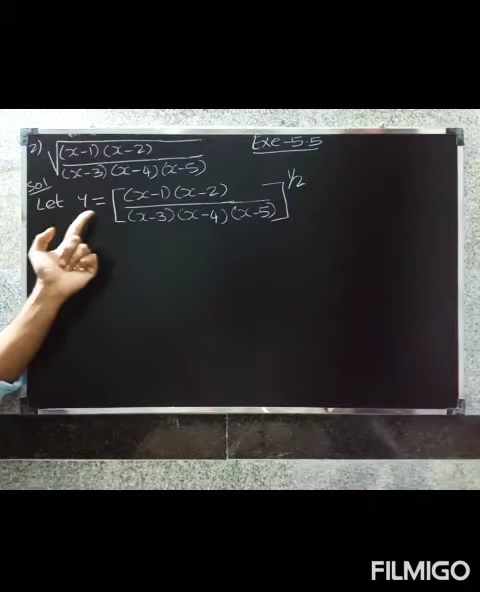 2) √(x-1)(x-2) / (x-3)(x-4)(x-5) Exe-5.5
Sol
Let y = [(x-1)(x-2) / (x-3)(x-4)(x-5)]^1/2
FILMIGO